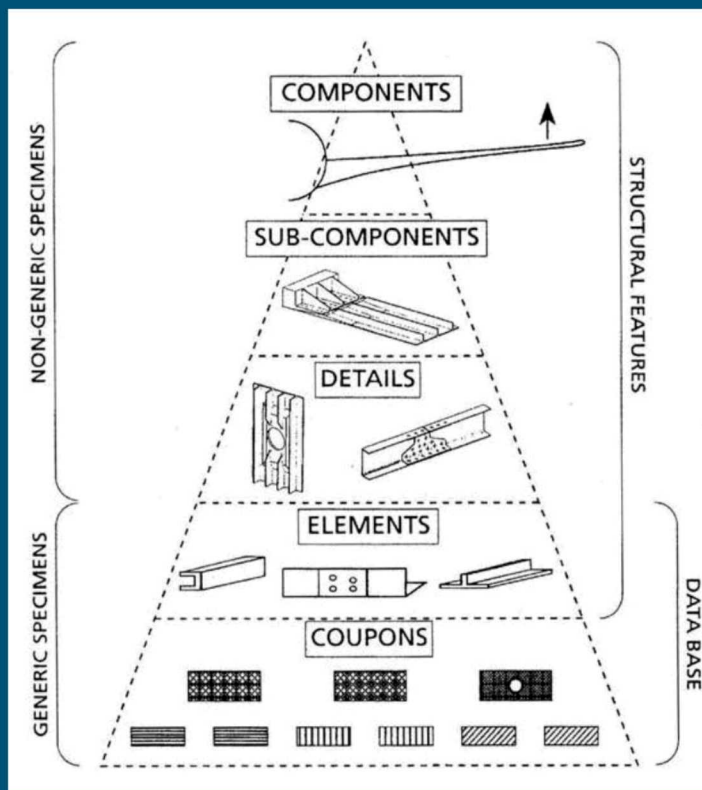 COMPONENTS
NON-GENERIC SPECIMENS
STRUCTURAL FEATURES
SUB-COMPONENTS
DETAILS
ELEMENTS
GENERIC SPECIMENS
DATA BASE
COUPONS